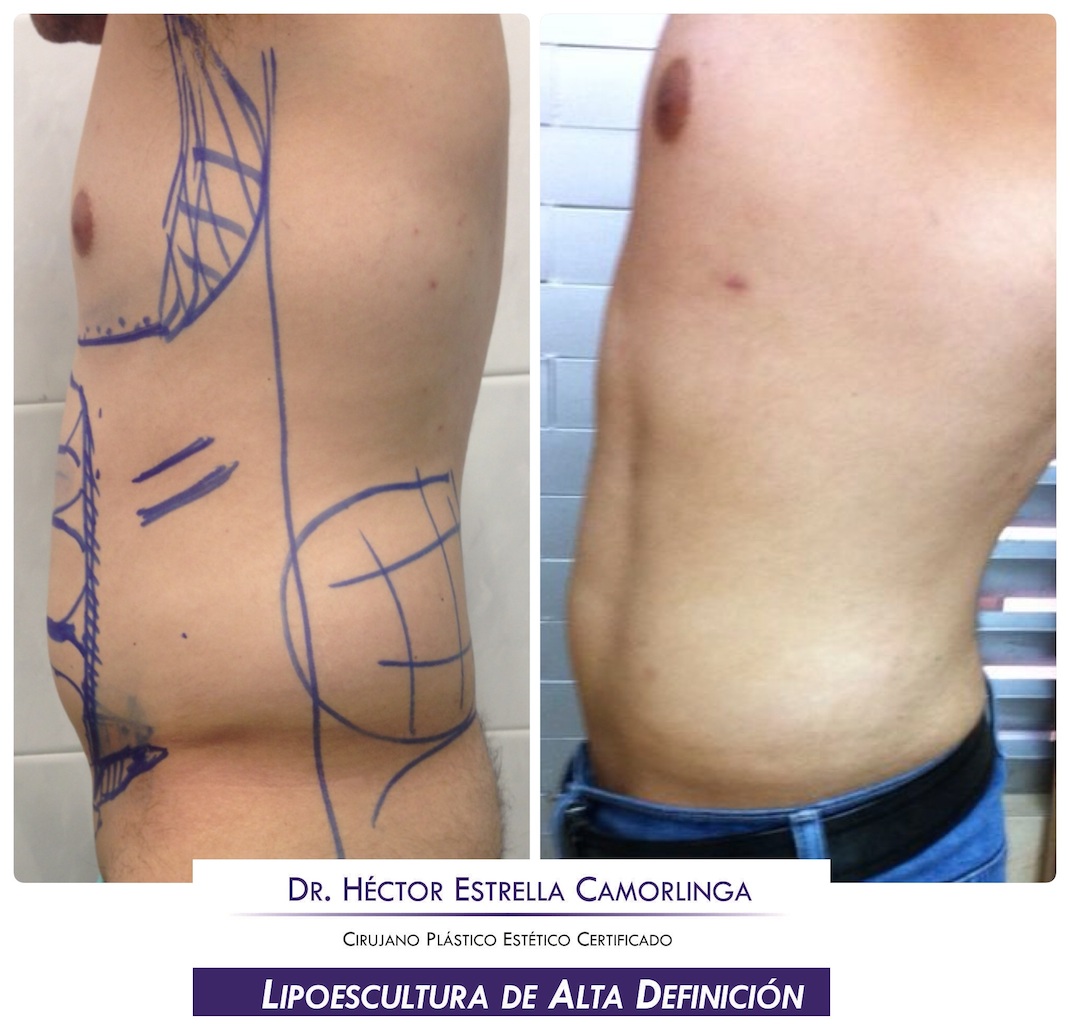 Dr. Héctor Estrella Camorlinga
Cirujano Plástico Estético Certificado
Lipoescultura de Alta Definición